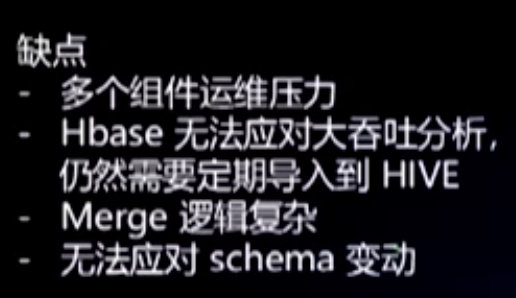 缺点
- 多个组件运维压力
- Hbase 无法应对大吞吐分析，
仍然需要定期导入到 HIVE
- Merge 逻辑复杂
- 无法应对 schema 变动